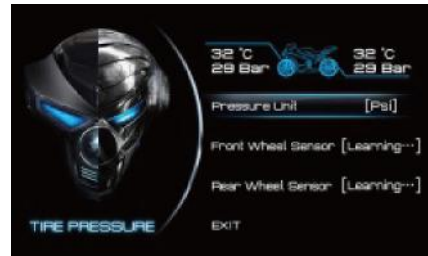 32 °C 32 °C
29 Bar 29 Bar
Pressure Unit [Psi]
Front Wheel Sensor [Learning...]
Rear Wheel Sensor [Learning...]
TIRE PRESSURE EXIT